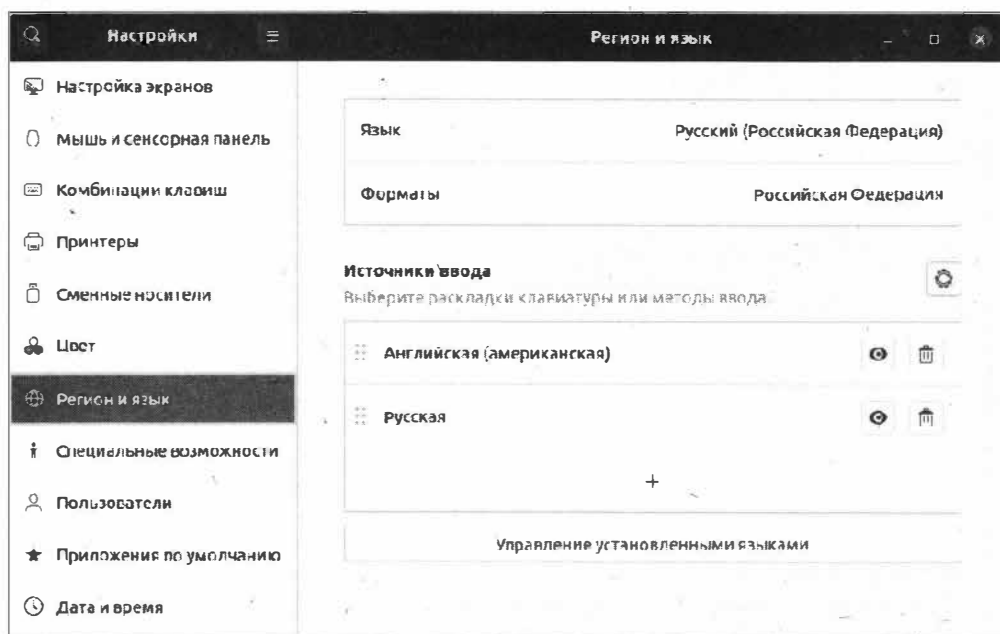 Настройки
Регион и язык
Настройка экранов
Мышь и сенсорная панель
Комбинации клавиш
Принтеры
Сменные носители
Цвет
Регион и язык
Специальные возможности
Пользователи
Приложения по умолчанию
Дата и время
Язык
Русский (Российская Федерация)
Форматы
Российская Федерация
Источники ввода
Выберите раскладки клавиатуры или методы ввода.
Английская (американская)
Русская
+
Управление установленными языками